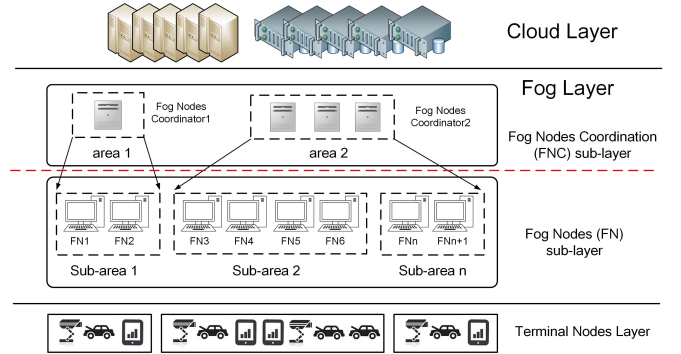 Cloud Layer
Fog Layer
Fog Nodes
Coordinator1
Fog Nodes
Coordinator2
area 1
area 2
Fog Nodes Coordination
(FNC) sub-layer
FN1
FN2
FN3
FN4
FN5
FN6
FNn
FNn+1
Fog Nodes (FN)
sub-layer
Sub-area 1
Sub-area 2
Sub-area n
Terminal Nodes Layer